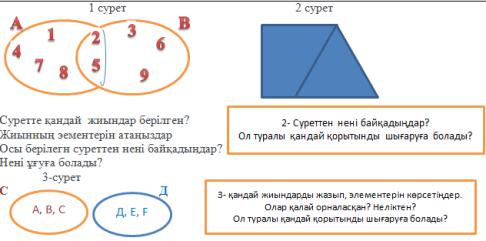 1 сурет
2 сурет
А
В
1
2
3
4
6
7
8
5
9
Суретте қандай жиындар берілген?
Жиынның эементерін атаңыздар
Осы берілегн суреттен нені байқадыңдар?
Нені ұғуға болады?
2- Суреттен нені байқадыңдар?
Ол туралы қандай қорытынды шығаруға болады?
3-сурет
С
Д
А, В, С
Д, Е, F
3- қандай жиындарды жазып, элементерін көрсетіңдер.
Олар қалай орналасқан? Неліктен?
Ол туралы қандай қорытынды шығаруға болады?